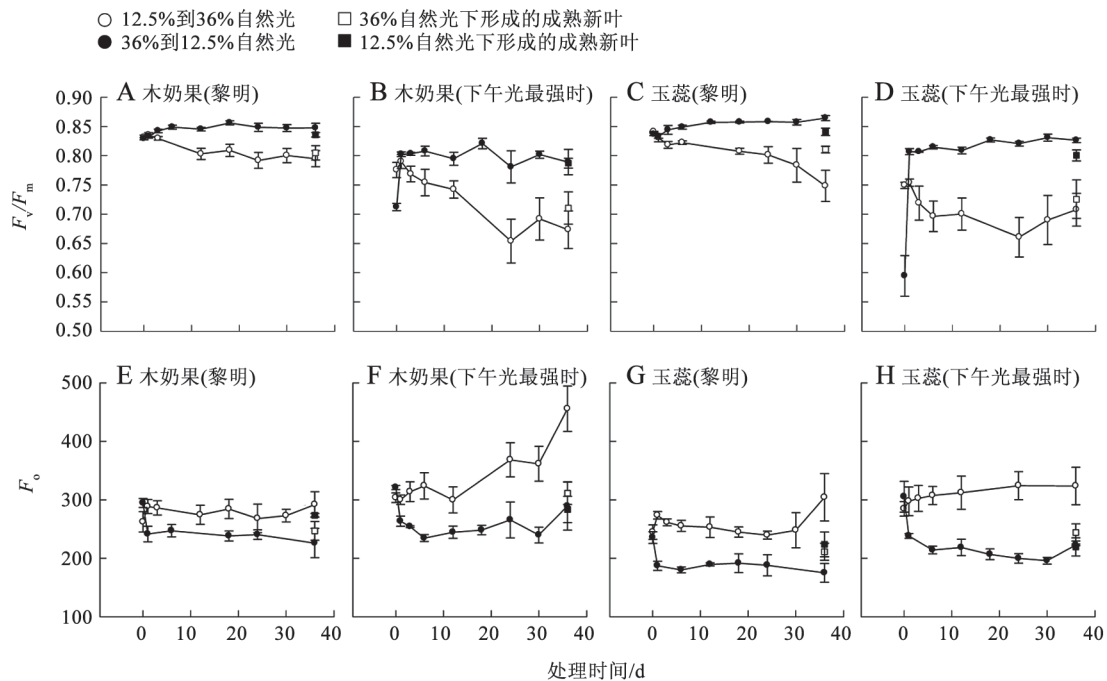 ○ 12.5%到36%自然光 □ 36%自然光下形成的成熟新叶
● 36%到12.5%自然光 ■ 12.5%自然光下形成的成熟新叶
A 木奶果(黎明) B 木奶果(下午光最强时) C 玉蕊(黎明) D 玉蕊(下午光最强时)
0.90
0.85
0.80
0.75
0.70
0.65
0.60
0.55
0.50
Fv/Fm
E 木奶果(黎明) F 木奶果(下午光最强时) G 玉蕊(黎明) H 玉蕊(下午光最强时)
500
400
300
200
100
Fo
0 10 20 30 40 0 10 20 30 40 0 10 20 30 40 0 10 20 30 40
处理时间/d